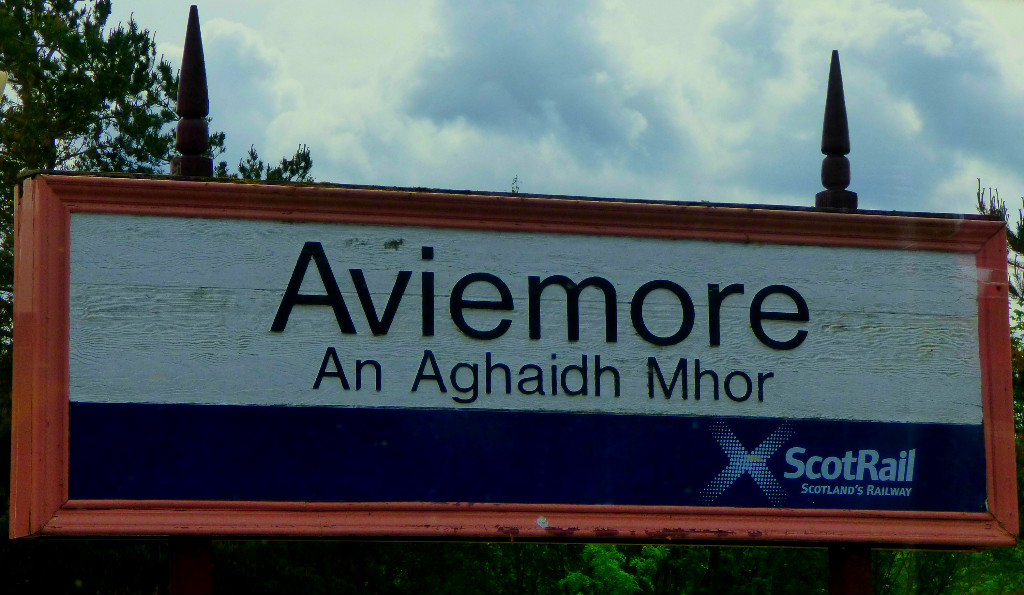 Aviemore
An Aghaidh Mhor
ScotRail
SCOTLAND'S RAILWAY